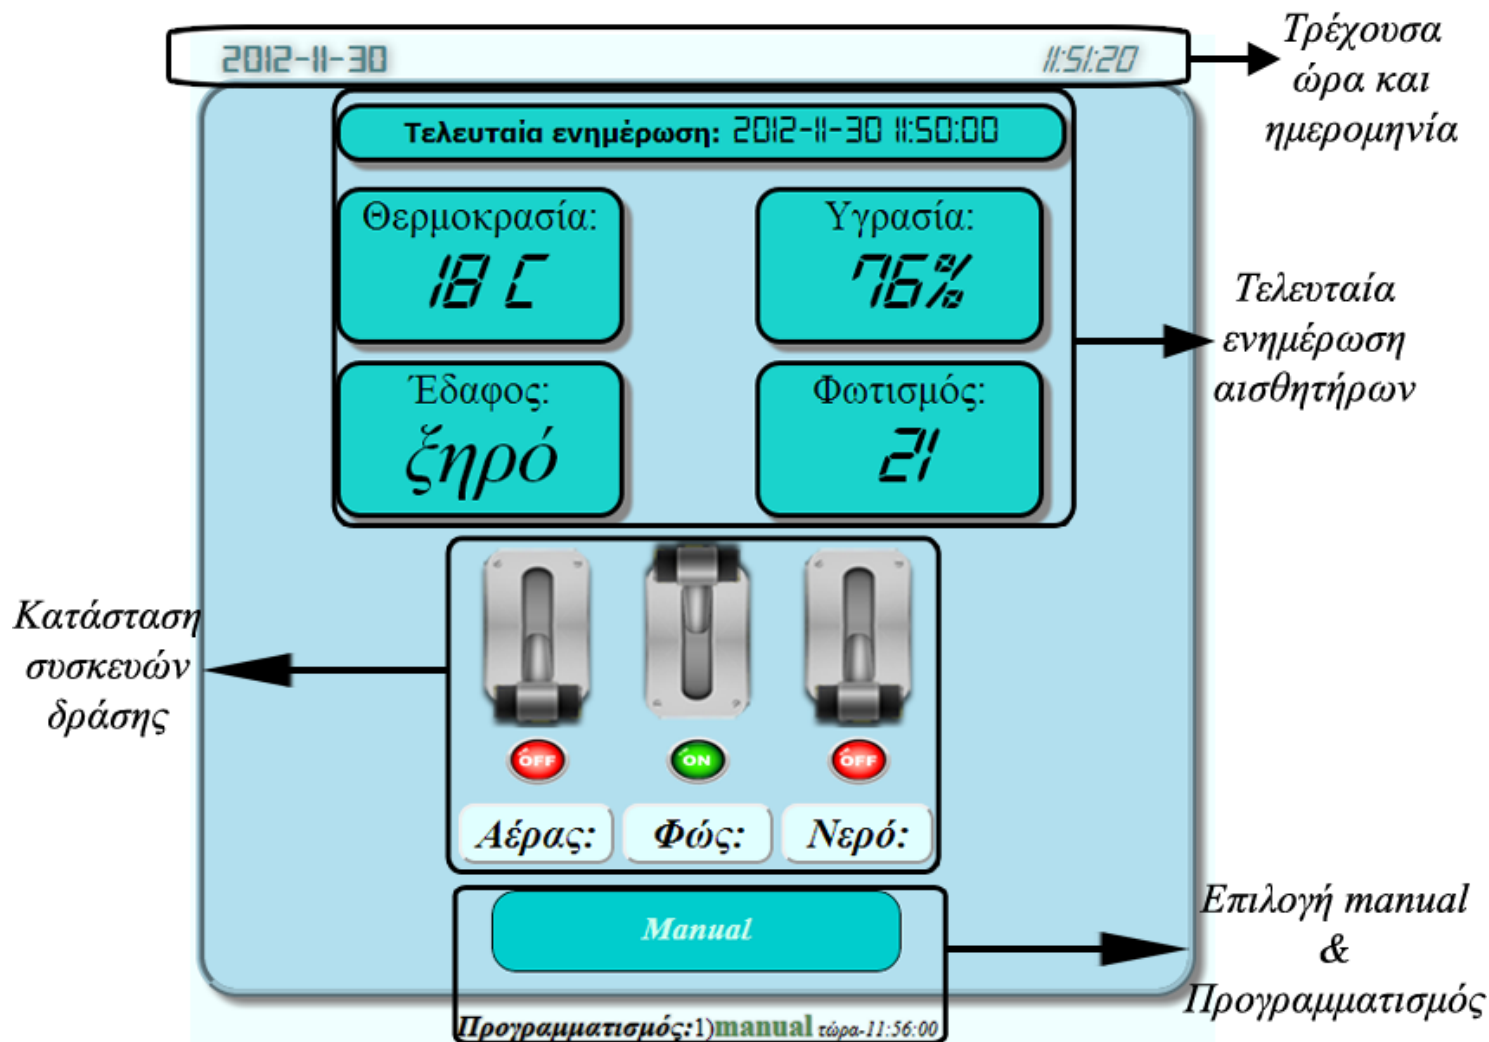 2012-11-30
11:51:20
Τρέχουσα
ώρα και
ημερομηνία
Τελευταία ενημέρωση: 2012-11-30 11:50:00
Θερμοκρασία:
18 C
Υγρασία:
76%
Έδαφος:
ξηρό
Φωτισμός:
21
Τελευταία
ενημέρωση
αισθητήρων
Κατάσταση
συσκευών
δράσης
OFF
ON
OFF
Αέρας:
Φώς:
Νερό:
Manual
Προγραμματισμός:1)manual τώρα-11:56:00
Επιλογή manual
&
Προγραμματισμός